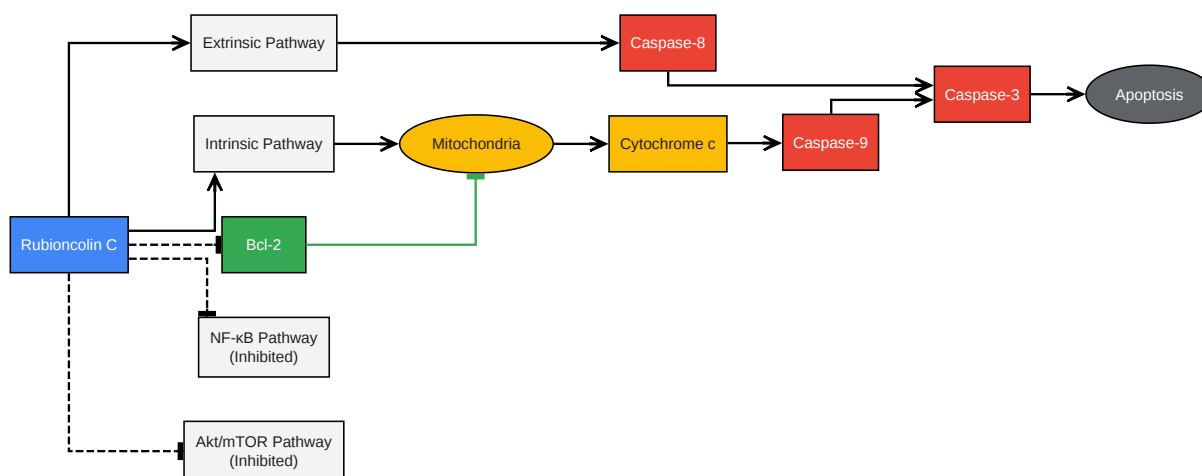 Extrinsic Pathway
Caspase-8
Caspase-3
Apoptosis
Intrinsic Pathway
Mitochondria
Cytochrome c
Caspase-9
Rubioncolin C
Bcl-2
NF-κB Pathway
(Inhibited)
Akt/mTOR Pathway
(Inhibited)